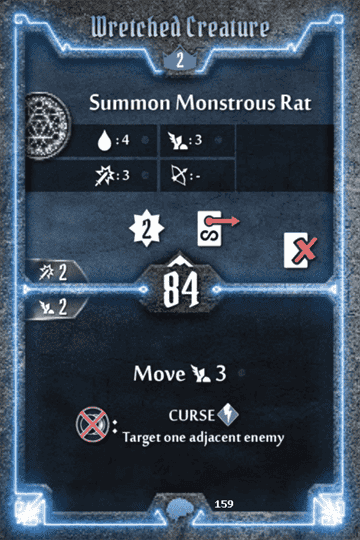 Wretched Creature
2
Summon Monstrous Rat
:4 :3
:3 :-
2
2
84
2
Move 3
: CURSE
Target one adjacent enemy
159